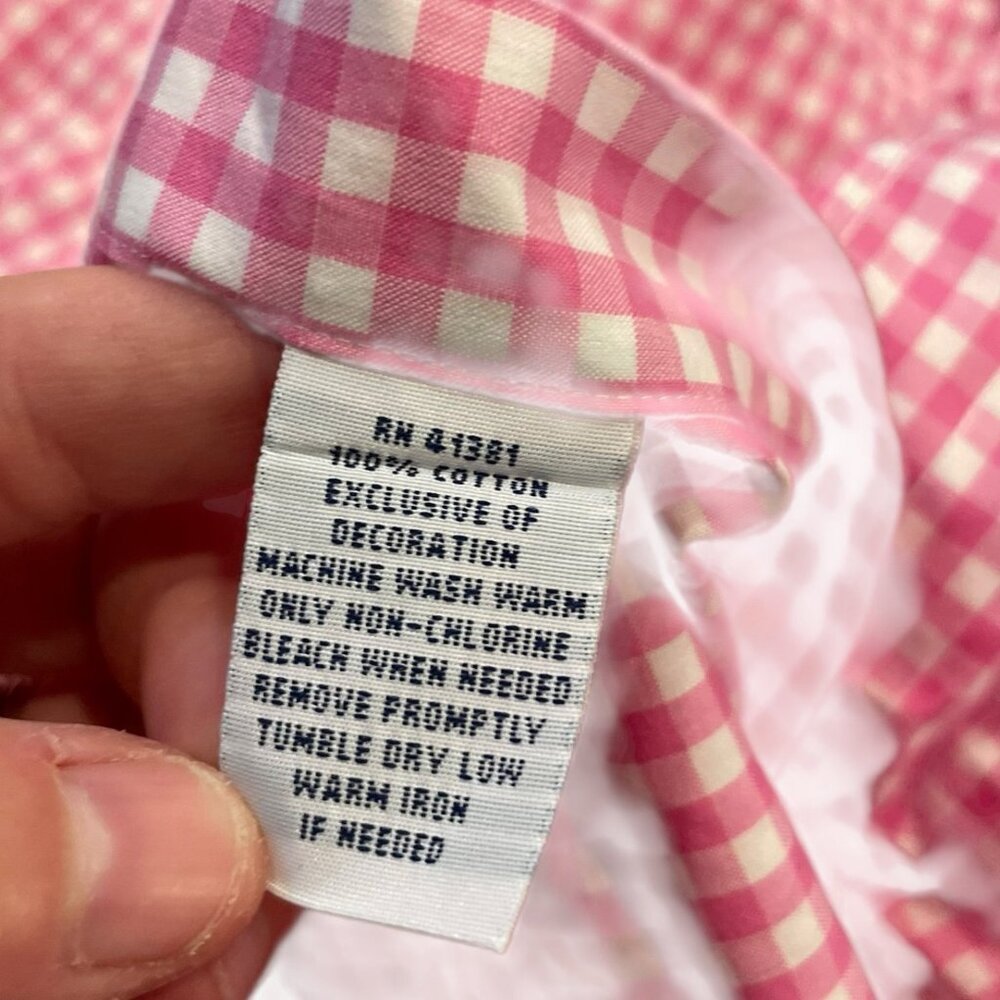 RN 41381
100% COTTON
EXCLUSIVE OF
DECORATION
MACHINE WASH WARM
ONLY NON-CHLORINE
BLEACH WHEN NEEDED
REMOVE PROMPTLY
TUMBLE DRY LOW
WARM IRON
IF NEEDED